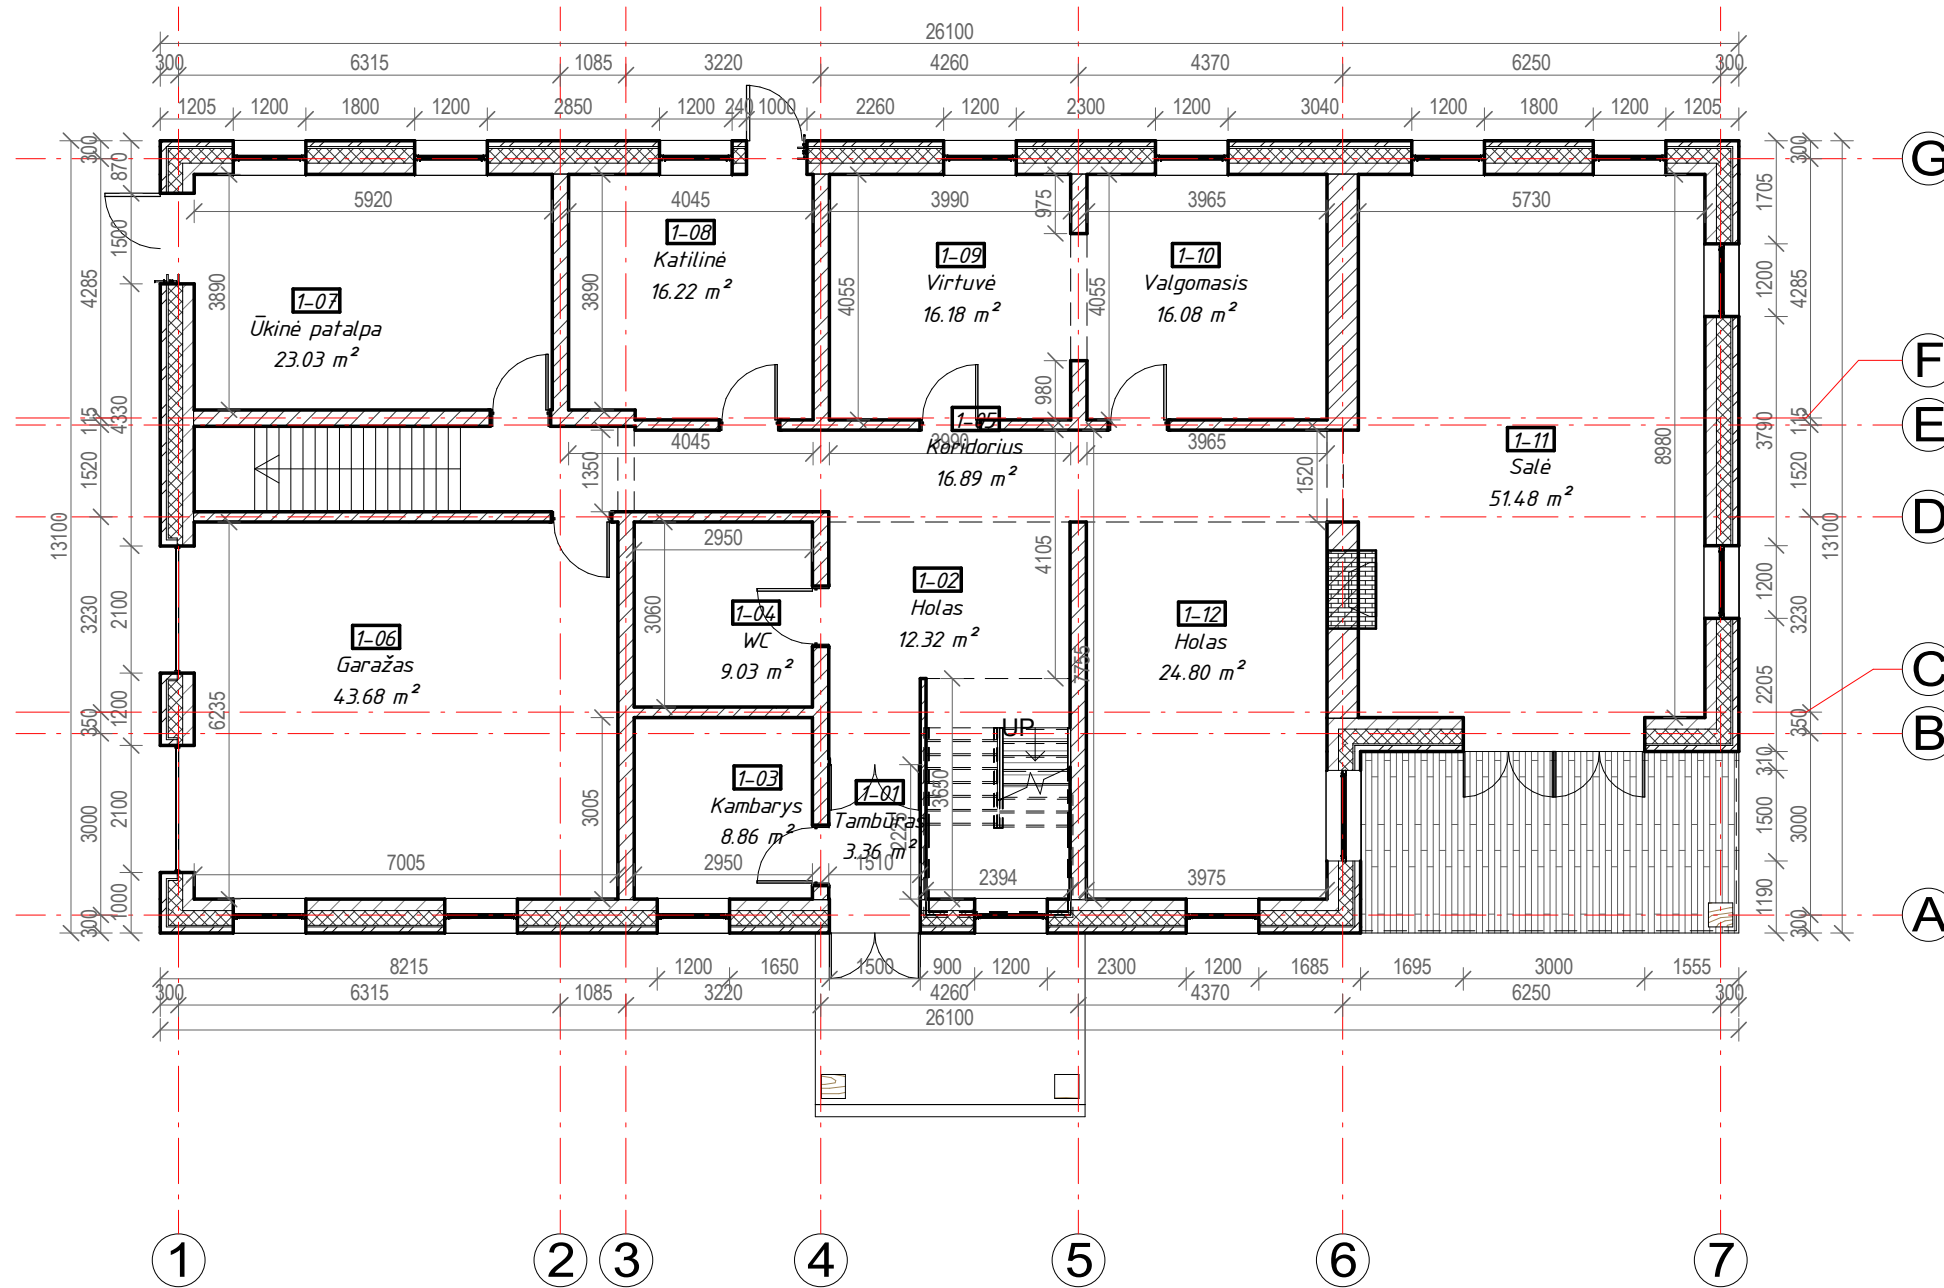 26100
300 6315 1085 3220 4260 4370 6250 300
1205 1200 1800 1200 2850 1200 240 1000 2260 1200 2300 1200 3040 1200 1800 1200 1205
G
F
E
D
C
B
A
13100
300 4285 115 1520 3230 350 3000 300
870 1500 4330 2100 1200 2100 1000
1705 1200 3790 1200 2205 310 1500 1190
300 4285 115 1520 3230 350 3000 300
13100
5920 4045 3990 3965 5730
3890 3890 4055 975 4055 980 8980
1-07
Ūkinė patalpa
23.03 m²
1-08
Katilinė
16.22 m²
1-09
Virtuvė
16.18 m²
1-10
Valgomasis
16.08 m²
1-11
Salė
51.48 m²
4045 3990 3965
1350 1520
1-05
Koridorius
16.89 m²
2950
3060
4105
7755
6235
1-06
Garažas
43.68 m²
1-04
WC
9.03 m²
1-02
Holas
12.32 m²
1-12
Holas
24.80 m²
UP
1-03
Kambarys
8.86 m²
1-01
Tambūras
3.36 m²
3005
3650
7005 2950 1510 2394 3975
8215 1200 1650 1500 900 1200 2300 1200 1685 1695 3000 1555
300 6315 1085 3220 4260 4370 6250 300
26100
1 2 3 4 5 6 7